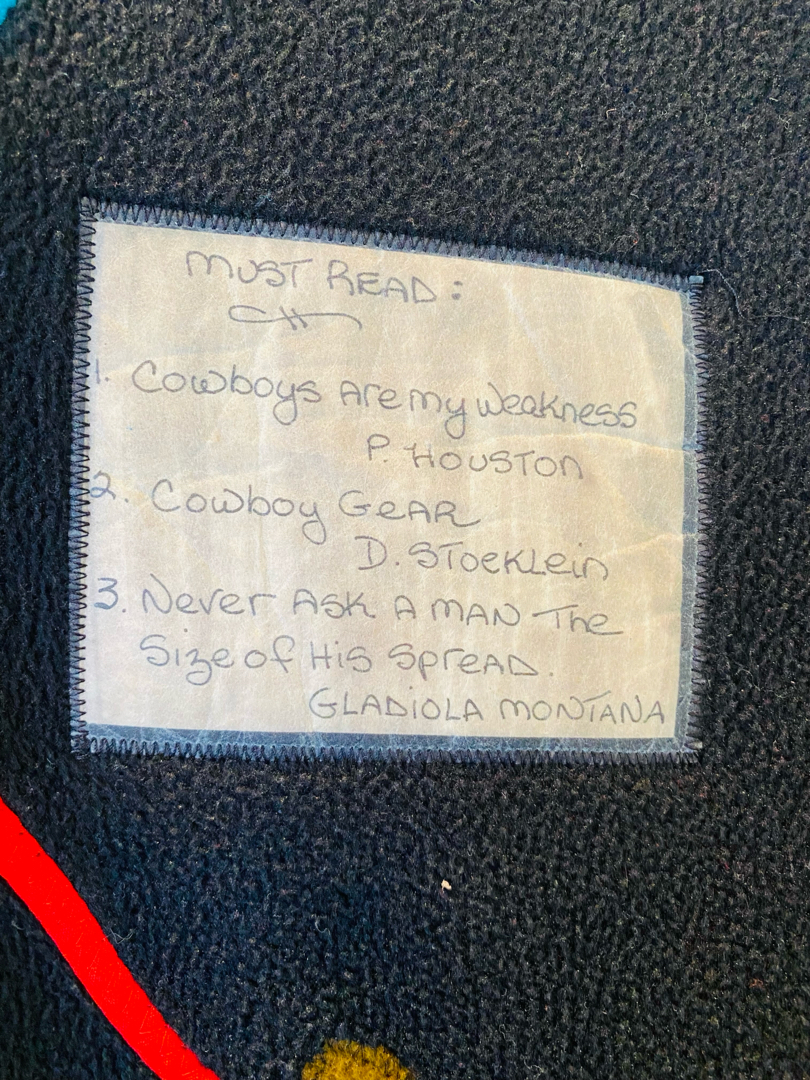 MUST READ:
1. Cowboys Are my Weakness
P. HOUSTON
2. Cowboy GEAR
D. STOEKLein
3. Never ASK A MAN The
Size of His SPREAD.
GLADIOLA MONTANA